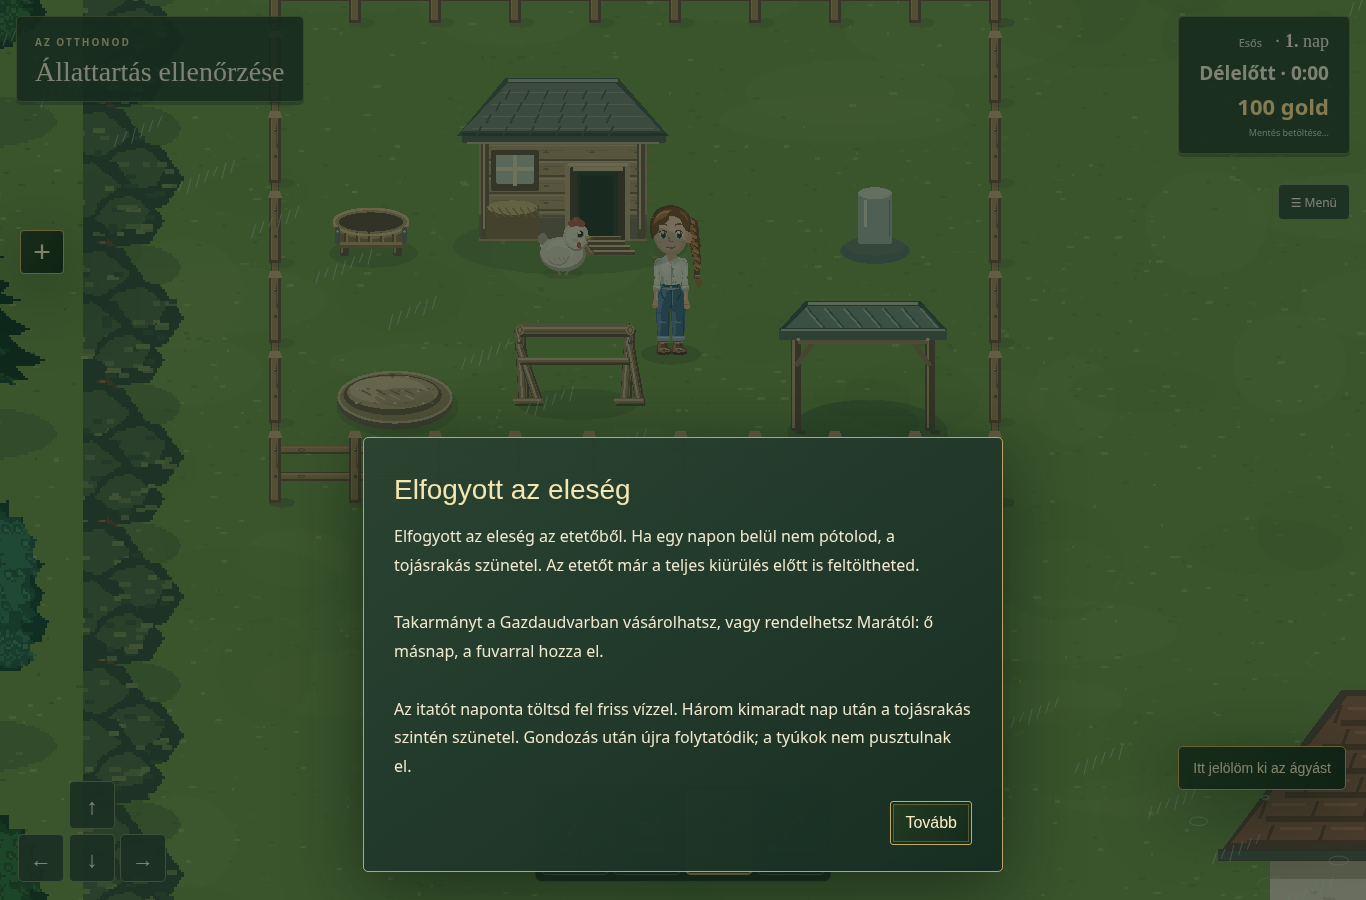 AZ OTTHONOD
Állattartás ellenőrzése
Esős · 1. nap
Délelőtt · 0:00
100 gold
Mentés betöltése…
☰ Menü
+
Elfogyott az eleség
Elfogyott az eleség az etetőből. Ha egy napon belül nem pótolod, a
tojásrakás szünetel. Az etetőt már a teljes kiürülés előtt is feltöltheted.
Takarmányt a Gazdaudvarban vásárolhatsz, vagy rendelhetsz Marától: ő
másnap, a fuvarral hozza el.
Az itatót naponta töltsd fel friss vízzel. Három kimaradt nap után a tojásrakás
szintén szünetel. Gondozás után újra folytatódik; a tyúkok nem pusztulnak
el.
Tovább
Itt jelölöm ki az ágyást
↑
← ↓ →